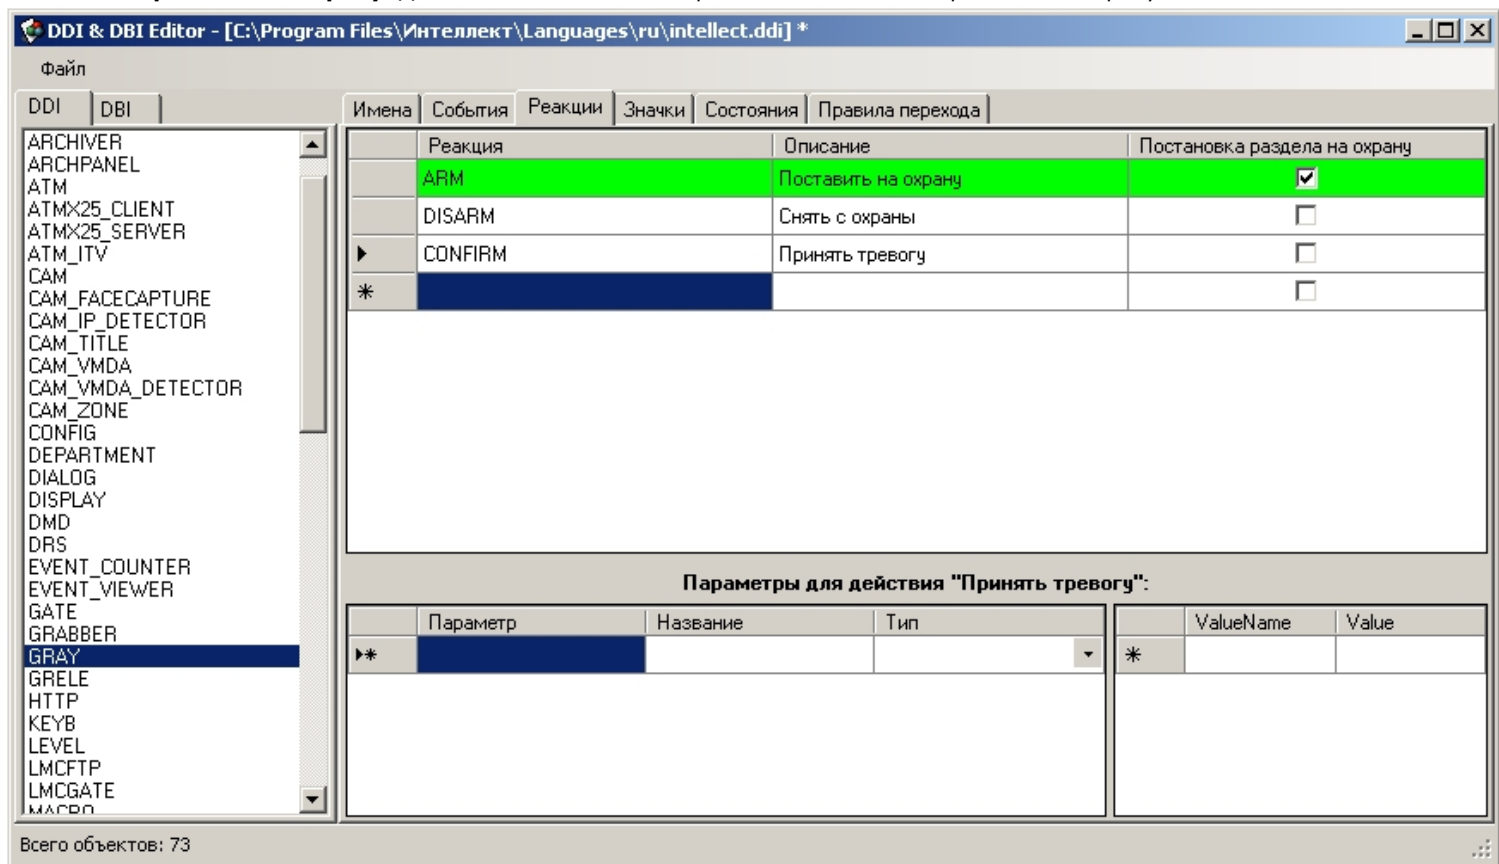 DDI & DBI Editor - [C:\Program Files\Интеллект\Languages\ru\intellect.ddi] *
Файл
DDI DBI
Имена События Реакции Значки Состояния Правила перехода
ARCHIVER
ARCHPANEL
ATM
ATMX25_CLIENT
ATMX25_SERVER
ATM_ITV
CAM
CAM_FACECAPTURE
CAM_IP_DETECTOR
CAM_TITLE
CAM_VMDA
CAM_VMDA_DETECTOR
CAM_ZONE
CONFIG
DEPARTMENT
DIALOG
DISPLAY
DMD
DRS
EVENT_COUNTER
EVENT_VIEWER
GATE
GRABBER
GRAY
GRELE
HTTP
KEYB
LEVEL
LMCFTP
LMCGATE
MACRO
Реакция Описание Постановка раздела на охрану
ARM Поставить на охрану
DISARM Снять с охраны
CONFIRM Принять тревогу
Параметры для действия "Принять тревогу":
Параметр Название Тип
ValueName Value
Всего объектов: 73